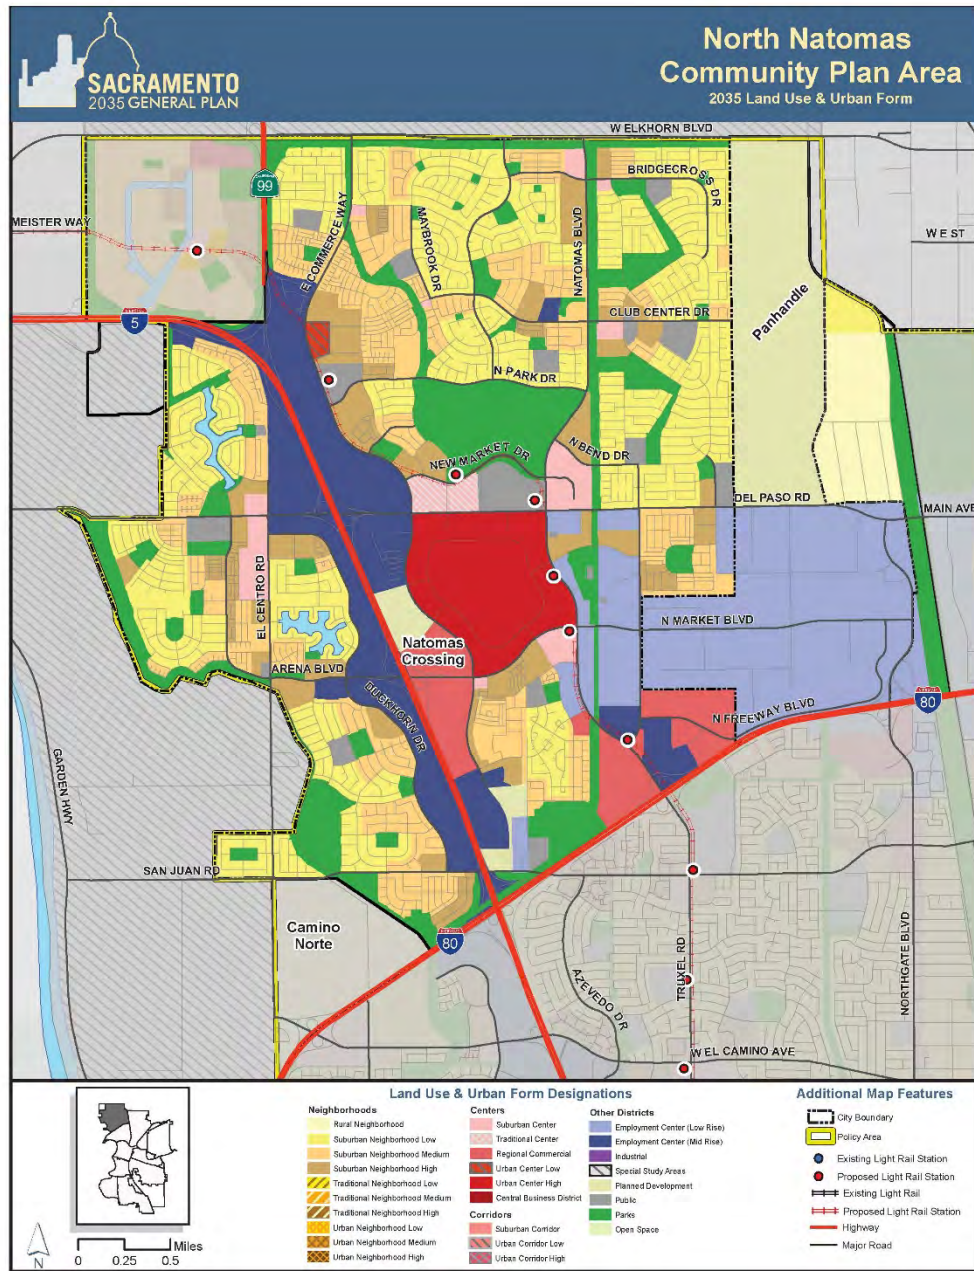 SACRAMENTO
2035 GENERAL PLAN
North Natomas
Community Plan Area
2035 Land Use & Urban Form
W ELKHORN BLVD
99
BRIDGECROSS DR
MEISTER WAY
E COMMERCE WAY
MAYBROOK DR
NATOMAS BLVD
W E ST
5
CLUB CENTER DR
Panhandle
N PARK DR
N BEND DR
NEW MARKET DR
DEL PASO RD
MAIN AVE
EL CENTRO RD
N MARKET BLVD
Natomas
Crossing
ARENA BLVD
DUCKHORN DR
N FREEWAY BLVD
80
GARDEN HWY
SAN JUAN RD
Camino
Norte
80
AZEVEDO DR
TRUXEL RD
NORTHGATE BLVD
W EL CAMINO AVE
N
0 0.25 0.5
Miles
Land Use & Urban Form Designations
Neighborhoods
Rural Neighborhood
Suburban Neighborhood Low
Suburban Neighborhood Medium
Suburban Neighborhood High
Traditional Neighborhood Low
Traditional Neighborhood Medium
Traditional Neighborhood High
Urban Neighborhood Low
Urban Neighborhood Medium
Urban Neighborhood High
Centers
Suburban Center
Traditional Center
Regional Commercial
Urban Center Low
Urban Center High
Central Business District
Corridors
Suburban Corridor
Urban Corridor Low
Urban Corridor High
Other Districts
Employment Center (Low Rise)
Employment Center (Mid Rise)
Industrial
Special Study Areas
Planned Development
Public
Parks
Open Space
Additional Map Features
City Boundary
Policy Area
Existing Light Rail Station
Proposed Light Rail Station
Existing Light Rail
Proposed Light Rail Station
Highway
Major Road